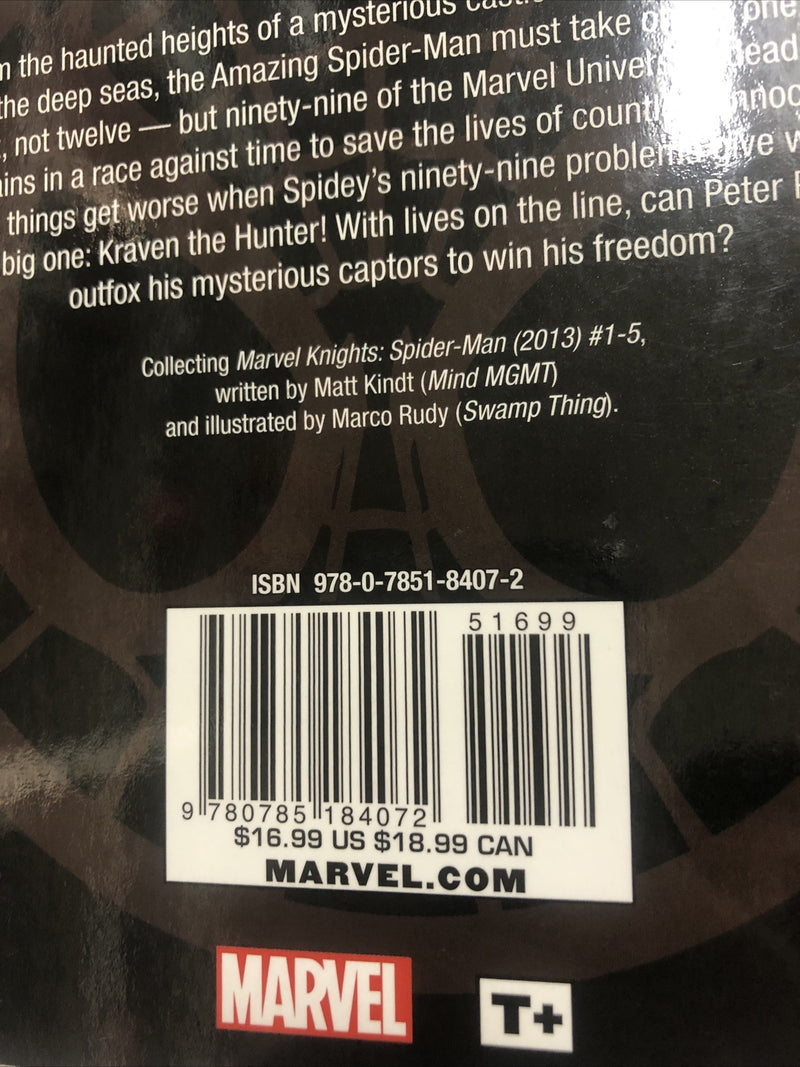 the haunted heights of a mysterious
the deep seas, the Amazing Spider-Man must take
, not twelve — but ninety-nine of the Marvel
in a race against time to save the lives of
things get worse when Spidey's ninety-nine
big one: Kraven the Hunter! With lives on the line, can Peter
outfox his mysterious captors to win his freedom?
Collecting Marvel Knights: Spider-Man (2013) #1-5,
written by Matt Kindt (Mind MGMT)
and illustrated by Marco Rudy (Swamp Thing).
ISBN 978-0-7851-8407-2
51699
9 780785 184072
$16.99 US $18.99 CAN
MARVEL.COM
MARVEL
T+